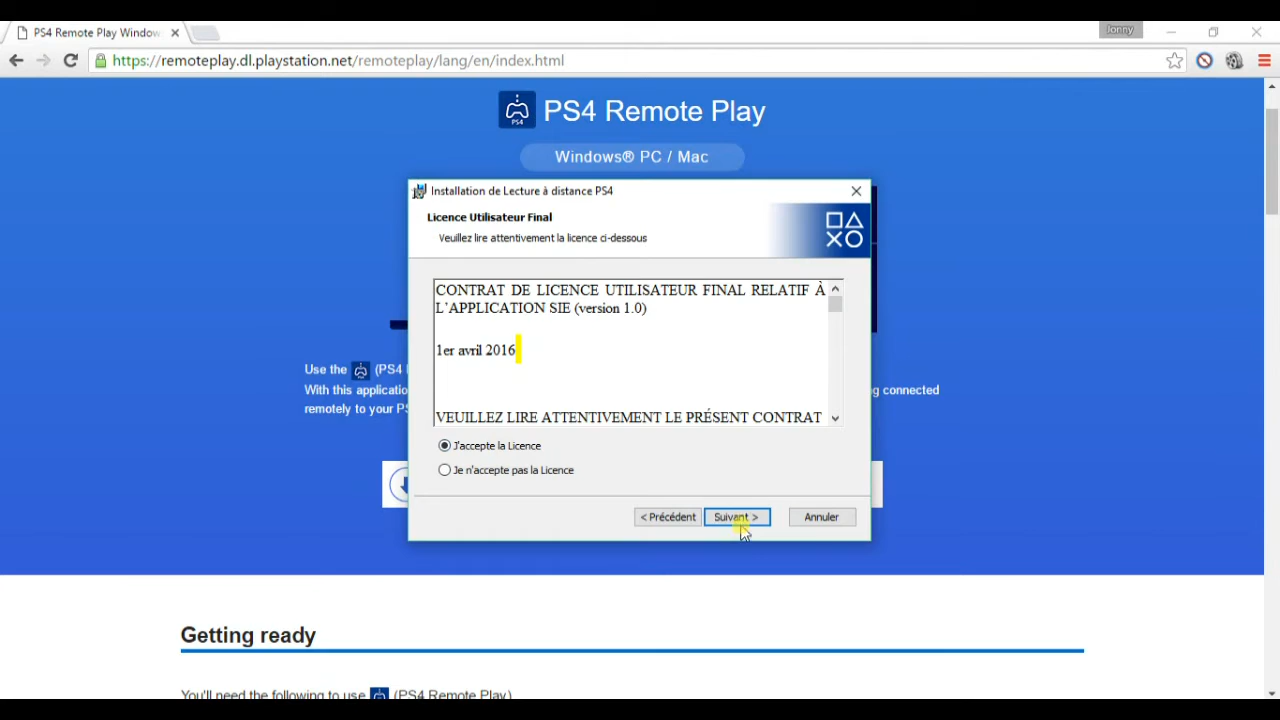 PS4 Remote Play Window
Jonny
https://remoteplay.dl.playstation.net/remoteplay/lang/en/index.html
PS4
PS4 Remote Play
Windows® PC / Mac
Installation de Lecture à distance PS4
Licence Utilisateur Final
Veuillez lire attentivement la licence ci-dessous
CONTRAT DE LICENCE UTILISATEUR FINAL RELATIF À
L'APPLICATION SIE (version 1.0)
1er avril 2016
VEUILLEZ LIRE ATTENTIVEMENT LE PRÉSENT CONTRAT
J'accepte la Licence
Je n'accepte pas la Licence
< Précédent
Suivant >
Annuler
Use the (PS4
With this applicatio
g connected
remotely to your PS
Getting ready
You'll need the following to use (PS4 Remote Play)